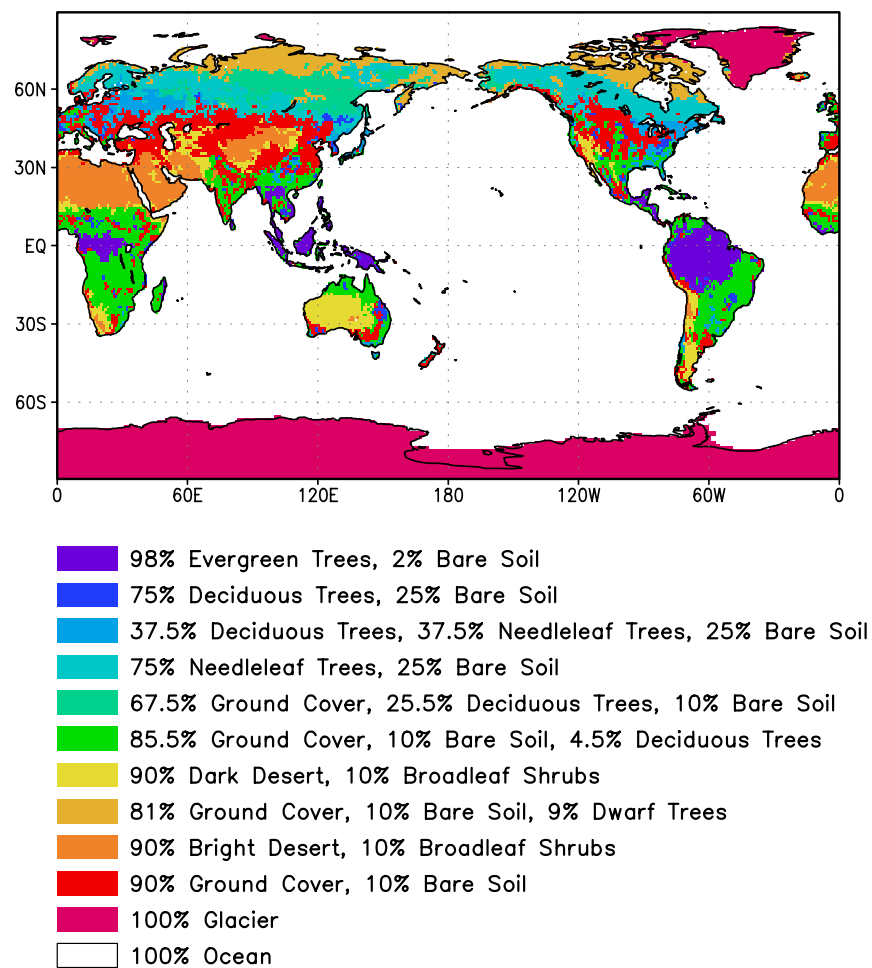 60N
30N
EQ
30S
60S
0 60E 120E 180 120W 60W 0
98% Evergreen Trees, 2% Bare Soil
75% Deciduous Trees, 25% Bare Soil
37.5% Deciduous Trees, 37.5% Needleleaf Trees, 25% Bare Soil
75% Needleleaf Trees, 25% Bare Soil
67.5% Ground Cover, 25.5% Deciduous Trees, 10% Bare Soil
85.5% Ground Cover, 10% Bare Soil, 4.5% Deciduous Trees
90% Dark Desert, 10% Broadleaf Shrubs
81% Ground Cover, 10% Bare Soil, 9% Dwarf Trees
90% Bright Desert, 10% Broadleaf Shrubs
90% Ground Cover, 10% Bare Soil
100% Glacier
100% Ocean